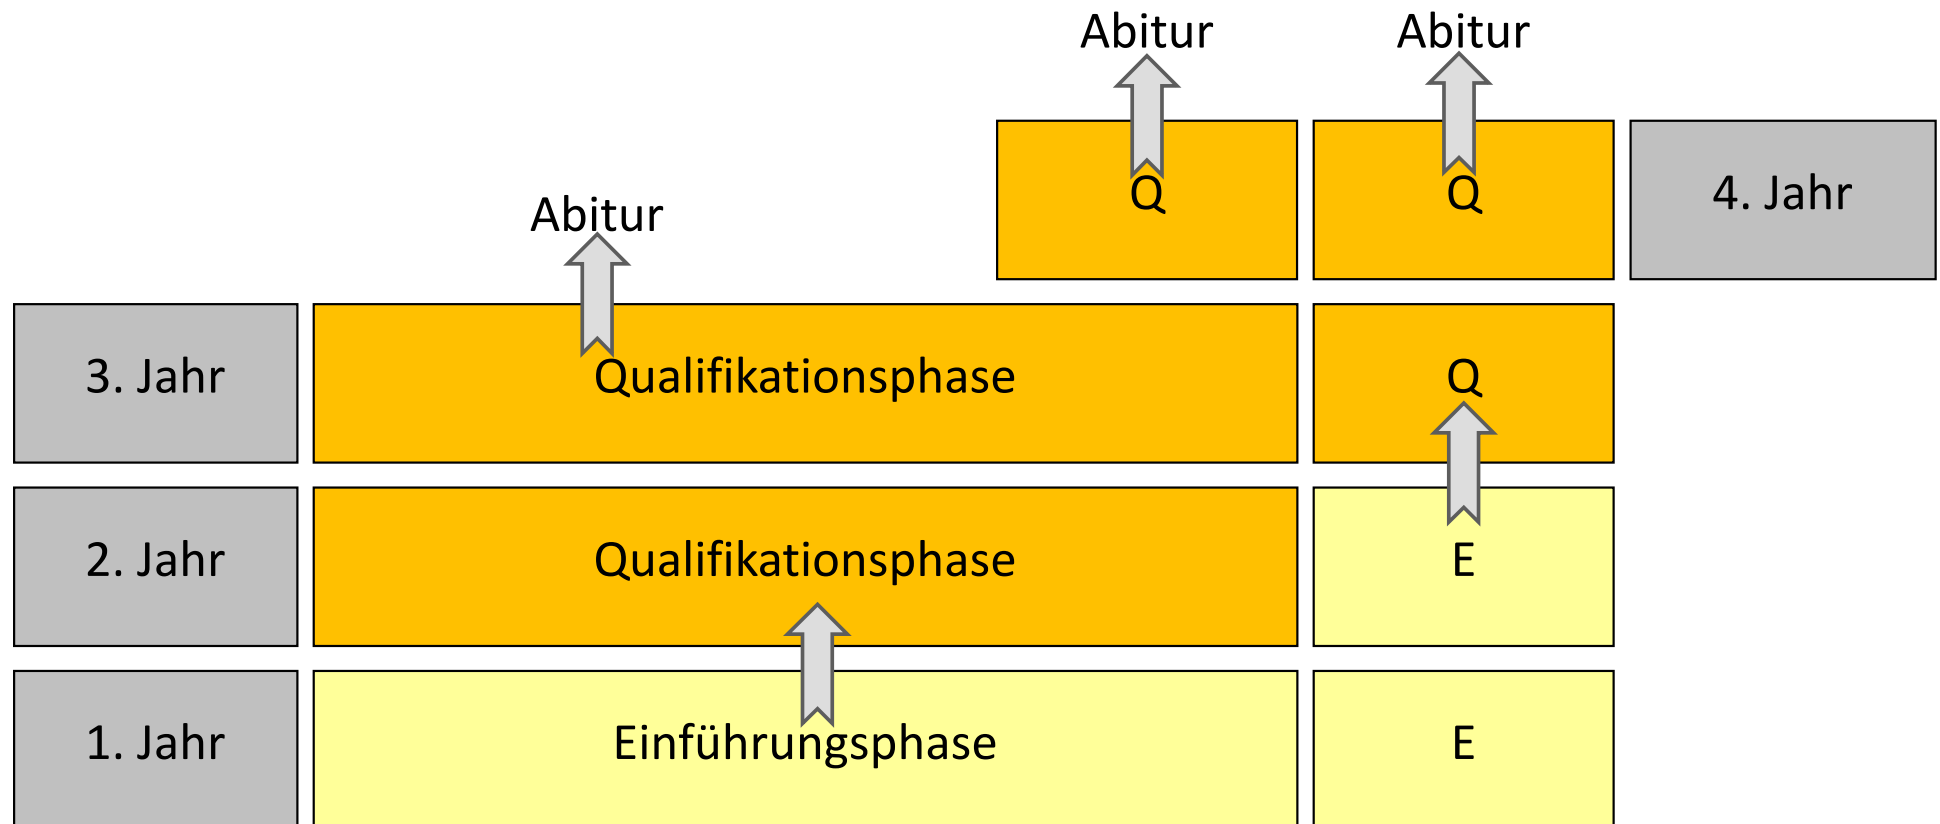 Abitur Abitur
Q Q 4. Jahr
Abitur
3. Jahr Qualifikationsphase Q
2. Jahr Qualifikationsphase E
1. Jahr Einführungsphase E